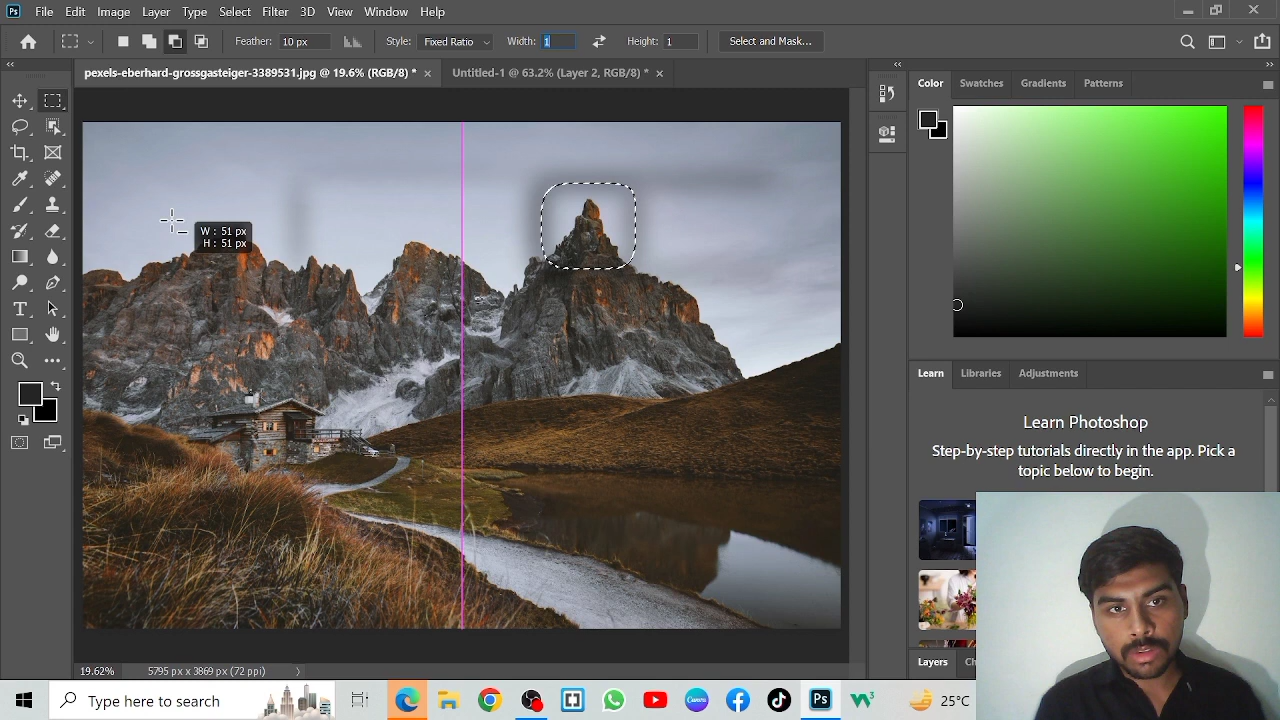 Ps File Edit Image Layer Type Select Filter 3D View Window Help
Feather: 10 px Style: Fixed Ratio Width: 1 Height: 1 Select and Mask...
pexels-eberhard-grossgasteiger-3389531.jpg @ 19.6% (RGB/8) * × Untitled-1 @ 63.2% (Layer 2, RGB/8) * ×
Color Swatches Gradients Patterns
W: 51 px
H: 51 px
T
Learn Libraries Adjustments
Learn Photoshop
Step-by-step tutorials directly in the app. Pick a
topic below to begin.
Layers Ch
19.62% 5795 px x 3869 px (72 ppi)
Type here to search
Canva
Ps
25°C